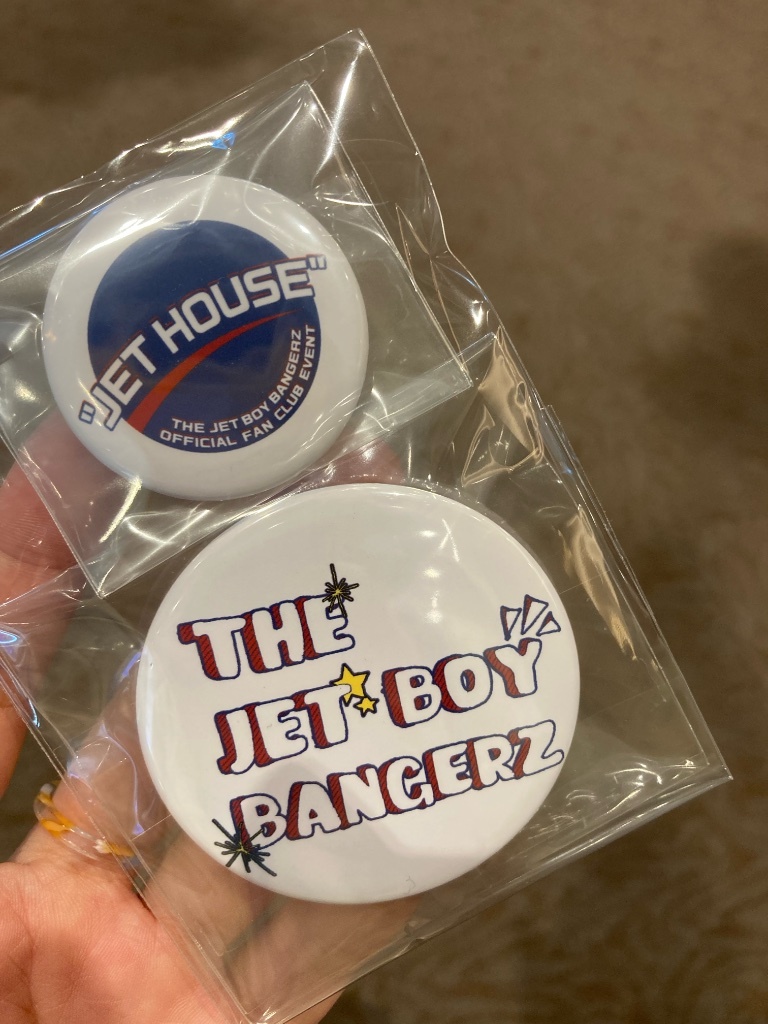 "JET HOUSE"
THE JET BOY BANGERZ
OFFICIAL FAN CLUB EVENT
THE
JET BOY
BANGERZ